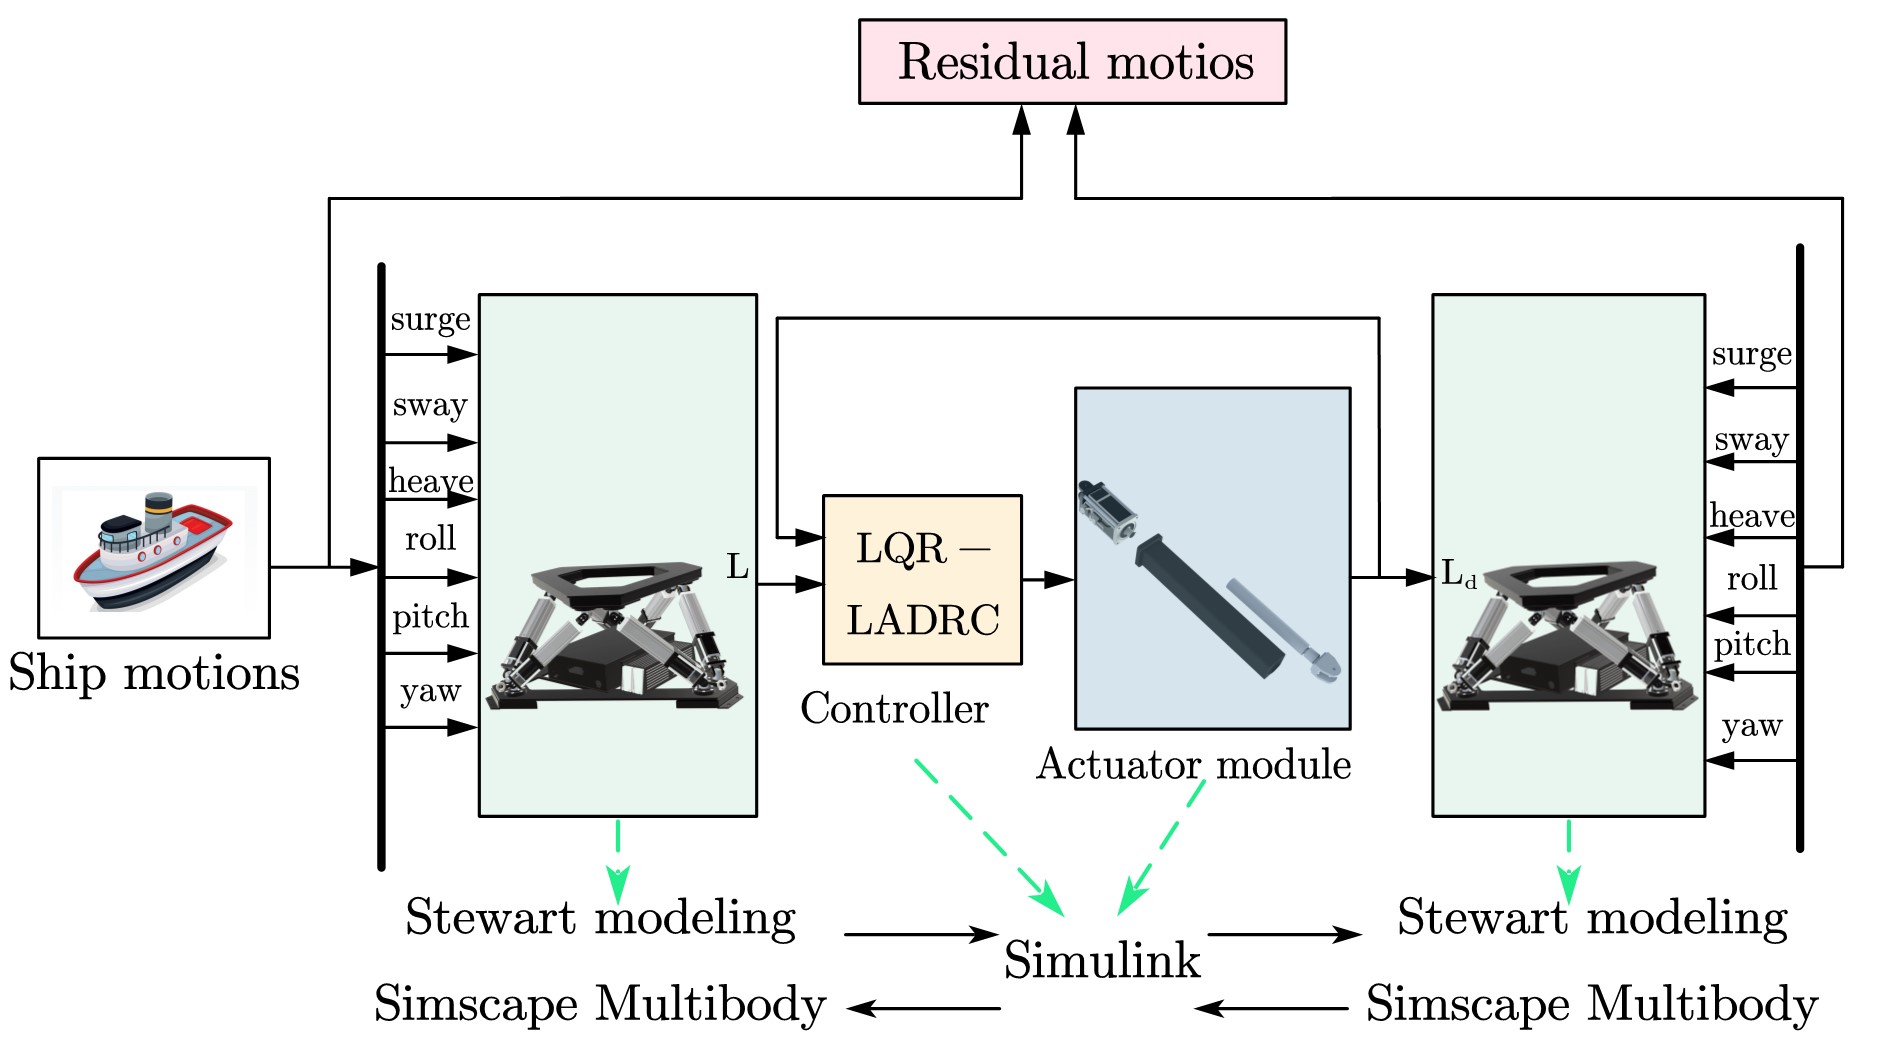 Residual motios
surge
sway
heave
roll
pitch
yaw
Ship motions
L
LQR –
LADRC
Controller
Actuator module
L_d
surge
sway
heave
roll
pitch
yaw
Stewart modeling
Simscape Multibody
Simulink
Stewart modeling
Simscape Multibody